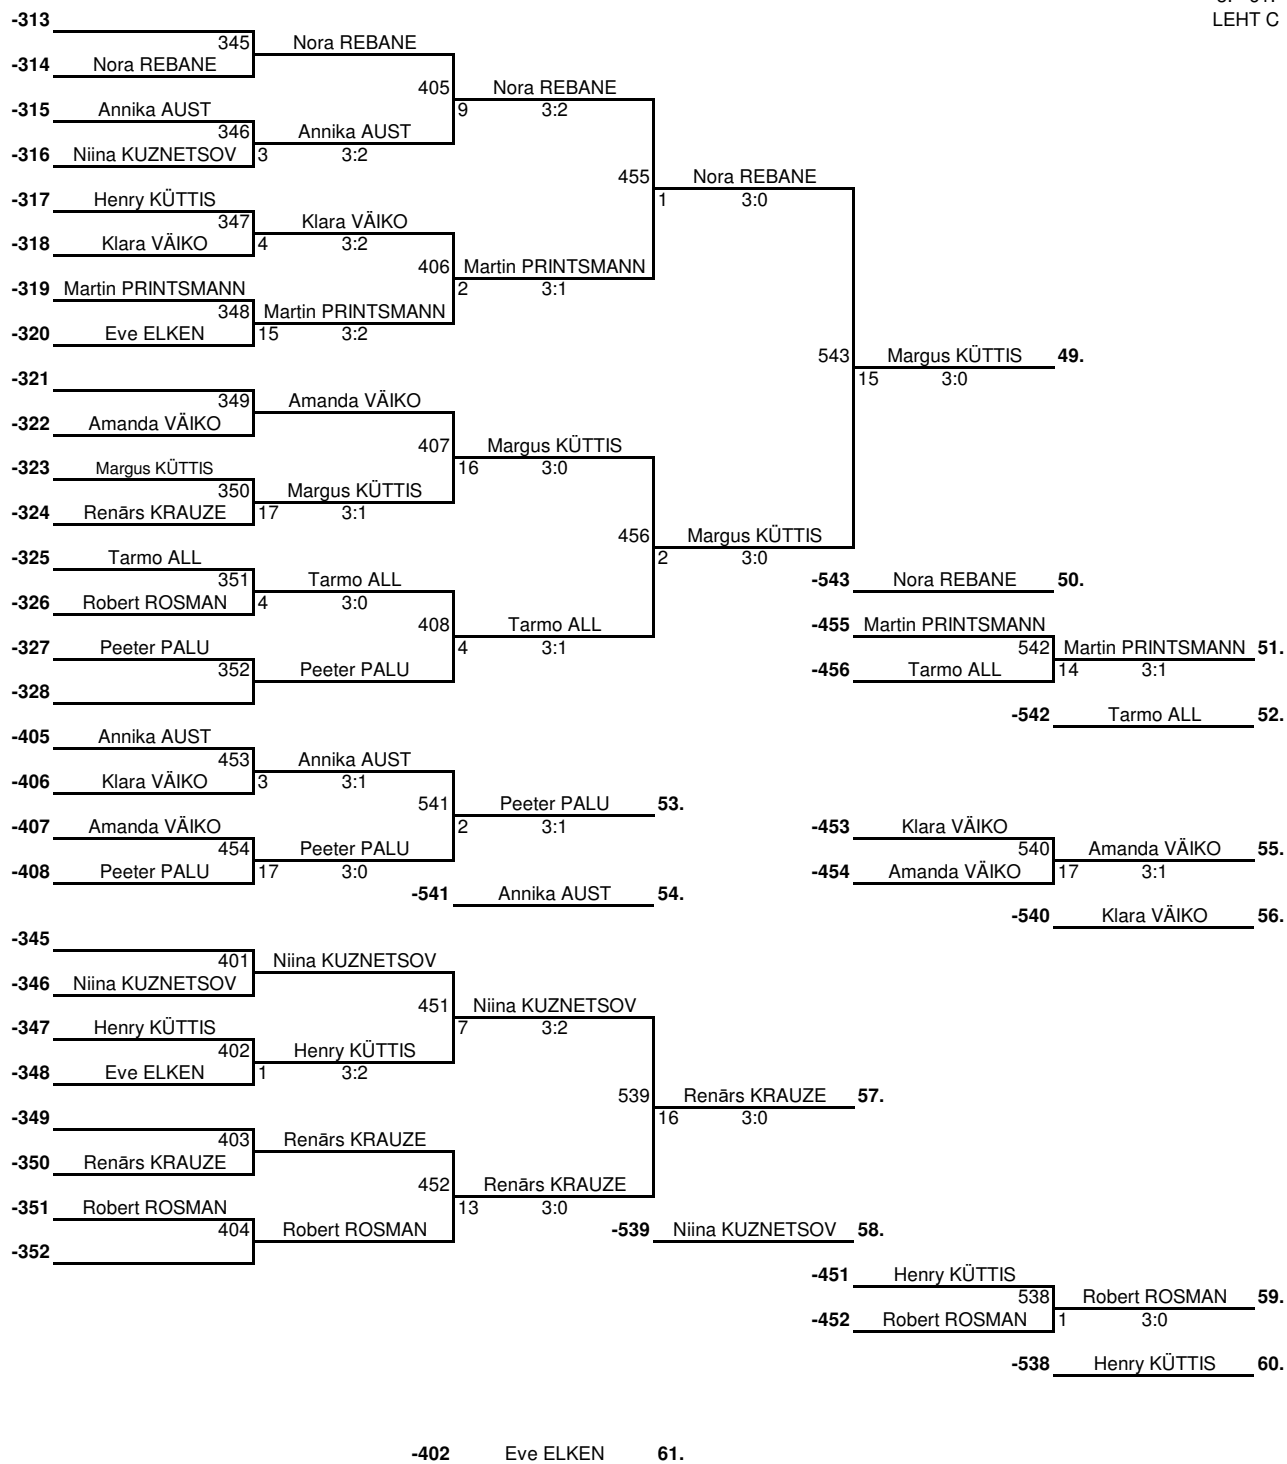 LEHT C
-313
345 Nora REBANE
-314 Nora REBANE
405 Nora REBANE
-315 Annika AUST
9 3:2
346 Annika AUST
-316 Niina KUZNETSOV 3 3:2
455 Nora REBANE
-317 Henry KÜTTIS
1 3:0
347 Klara VÄIKO
-318 Klara VÄIKO 4 3:2
406 Martin PRINTSMANN
-319 Martin PRINTSMANN
2 3:1
348 Martin PRINTSMANN
-320 Eve ELKEN 15 3:2
543 Margus KÜTTIS 49.
-321
15 3:0
349 Amanda VÄIKO
-322 Amanda VÄIKO
407 Margus KÜTTIS
-323 Margus KÜTTIS
16 3:0
350 Margus KÜTTIS
-324 Renārs KRAUZE 17 3:1
456 Margus KÜTTIS
-325 Tarmo ALL
2 3:0
351 Tarmo ALL
-543 Nora REBANE 50.
-326 Robert ROSMAN 4 3:0
408 Tarmo ALL
-455 Martin PRINTSMANN
-327 Peeter PALU
4 3:1
542 Martin PRINTSMANN 51.
352 Peeter PALU
-456 Tarmo ALL 14 3:1
-328
-542 Tarmo ALL 52.
-405 Annika AUST
453 Annika AUST
-406 Klara VÄIKO 3 3:1
541 Peeter PALU 53.
-407 Amanda VÄIKO
2 3:1
-453 Klara VÄIKO
454 Peeter PALU
540 Amanda VÄIKO 55.
-408 Peeter PALU 17 3:0
-454 Amanda VÄIKO 17 3:1
-541 Annika AUST 54.
-540 Klara VÄIKO 56.
-345
401 Niina KUZNETSOV
-346 Niina KUZNETSOV
451 Niina KUZNETSOV
-347 Henry KÜTTIS
7 3:2
402 Henry KÜTTIS
-348 Eve ELKEN 1 3:2
539 Renārs KRAUZE 57.
-349
16 3:0
403 Renārs KRAUZE
-350 Renārs KRAUZE
452 Renārs KRAUZE
-351 Robert ROSMAN
13 3:0
404 Robert ROSMAN
-539 Niina KUZNETSOV 58.
-352
-451 Henry KÜTTIS
538 Robert ROSMAN 59.
-452 Robert ROSMAN 1 3:0
-538 Henry KÜTTIS 60.
-402 Eve ELKEN 61.